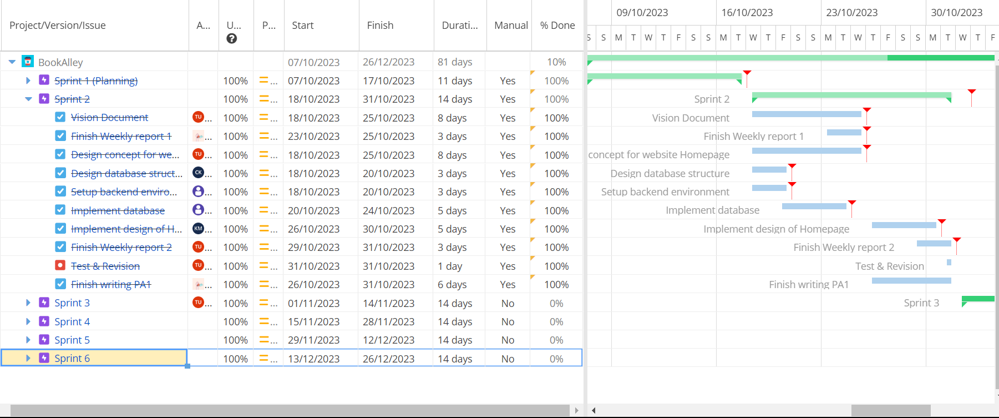 Project/Version/Issue A... U... P... Start Finish Durati... Manual % Done
09/10/2023 16/10/2023 23/10/2023 30/10/2023
S S M T W T F S S M T W T F S S M T W T F S S M T W T F
BookAlley 07/10/2023 26/12/2023 81 days 10%
Sprint 1 (Planning) 100% ... 07/10/2023 17/10/2023 11 days Yes 100%
Sprint 2 100% ... 18/10/2023 31/10/2023 14 days Yes 100% Sprint 2
Vision Document TU ... 100% ... 18/10/2023 25/10/2023 8 days Yes 100% Vision Document
Finish Weekly report 1 ... 100% ... 23/10/2023 25/10/2023 3 days Yes 100% Finish Weekly report 1
Design concept for we... TU ... 100% ... 18/10/2023 25/10/2023 8 days Yes 100% concept for website Homepage
Design database struct... CK ... 100% ... 18/10/2023 20/10/2023 3 days Yes 100% Design database structure
Setup backend enviro... ... 100% ... 18/10/2023 20/10/2023 3 days Yes 100% Setup backend environment
Implement database ... 100% ... 20/10/2023 24/10/2023 5 days Yes 100% Implement database
Implement design of H... KM ... 100% ... 26/10/2023 30/10/2023 5 days Yes 100% Implement design of Homepage
Finish Weekly report 2 TU ... 100% ... 29/10/2023 31/10/2023 3 days Yes 100% Finish Weekly report 2
Test & Revision TU ... 100% ... 31/10/2023 31/10/2023 1 day Yes 100% Test & Revision
Finish writing PA1 ... 100% ... 26/10/2023 31/10/2023 6 days Yes 100% Finish writing PA1
Sprint 3 TU ... 100% ... 01/11/2023 14/11/2023 14 days No 0% Sprint 3
Sprint 4 100% ... 15/11/2023 28/11/2023 14 days No 0%
Sprint 5 100% ... 29/11/2023 12/12/2023 14 days No 0%
Sprint 6 100% ... 13/12/2023 26/12/2023 14 days No 0%